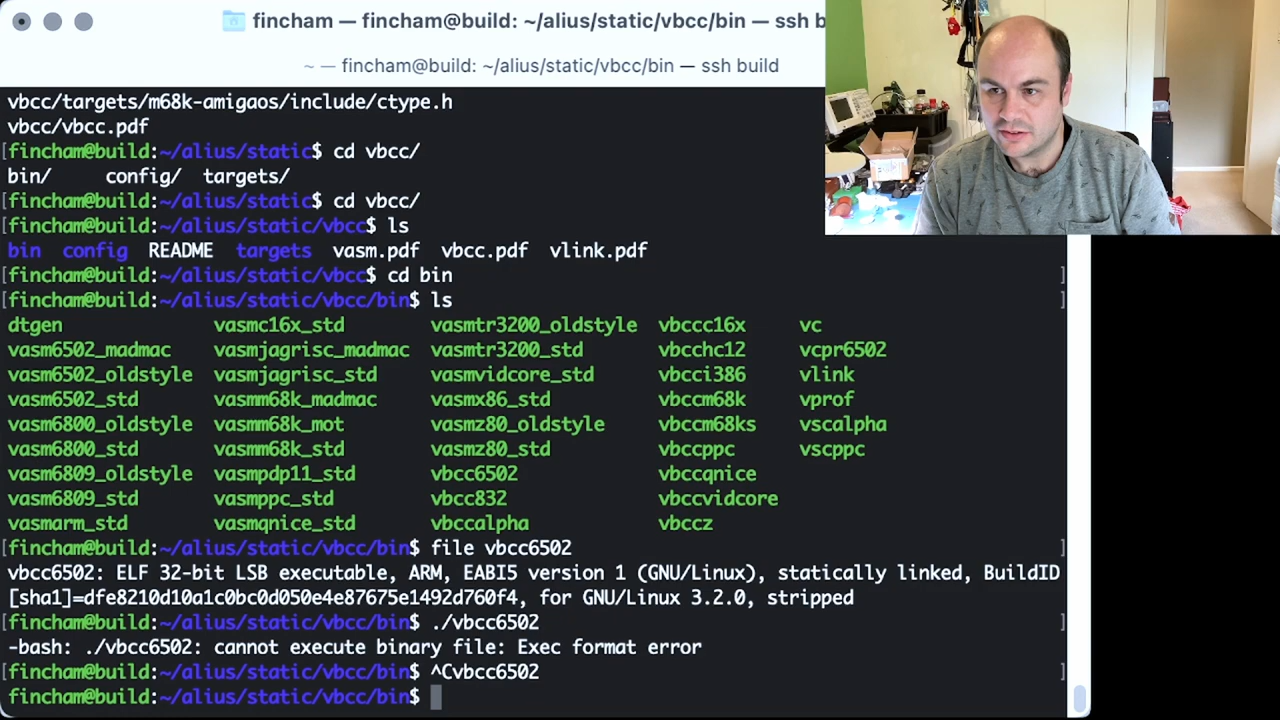 fincham — fincham@build: ~/alius/static/vbcc/bin — ssh b
~ — fincham@build: ~/alius/static/vbcc/bin — ssh build
vbcc/targets/m68k-amigaos/include/ctype.h
vbcc/vbcc.pdf
[fincham@build:~/alius/static$ cd vbcc/
bin/ config/ targets/
[fincham@build:~/alius/static$ cd vbcc/
[fincham@build:~/alius/static/vbcc$ ls
bin config README targets vasm.pdf vbcc.pdf vlink.pdf
[fincham@build:~/alius/static/vbcc$ cd bin ]
[fincham@build:~/alius/static/vbcc/bin$ ls ]
dtgen vasmc16x_std vasmtr3200_oldstyle vbccc16x vc
vasm6502_madmac vasmjagrisc_madmac vasmtr3200_std vbcchc12 vcpr6502
vasm6502_oldstyle vasmjagrisc_std vasmvidcore_std vbcci386 vlink
vasm6502_std vasmm68k_madmac vasmx86_std vbccm68k vprof
vasm6800_oldstyle vasmm68k_mot vasmz80_oldstyle vbccm68ks vscalpha
vasm6800_std vasmm68k_std vasmz80_std vbccppc vscppc
vasm6809_oldstyle vasmpdp11_std vbcc6502 vbccqnice
vasm6809_std vasmppc_std vbcc832 vbccvidcore
vasmarm_std vasmqnice_std vbccalpha vbccz
[fincham@build:~/alius/static/vbcc/bin$ file vbcc6502 ]
vbcc6502: ELF 32-bit LSB executable, ARM, EABI5 version 1 (GNU/Linux), statically linked, BuildID
[sha1]=dfe8210d10a1c0bc0d050e4e87675e1492d760f4, for GNU/Linux 3.2.0, stripped
[fincham@build:~/alius/static/vbcc/bin$ ./vbcc6502 ]
-bash: ./vbcc6502: cannot execute binary file: Exec format error
[fincham@build:~/alius/static/vbcc/bin$ ^Cvbcc6502 ]
fincham@build:~/alius/static/vbcc/bin$